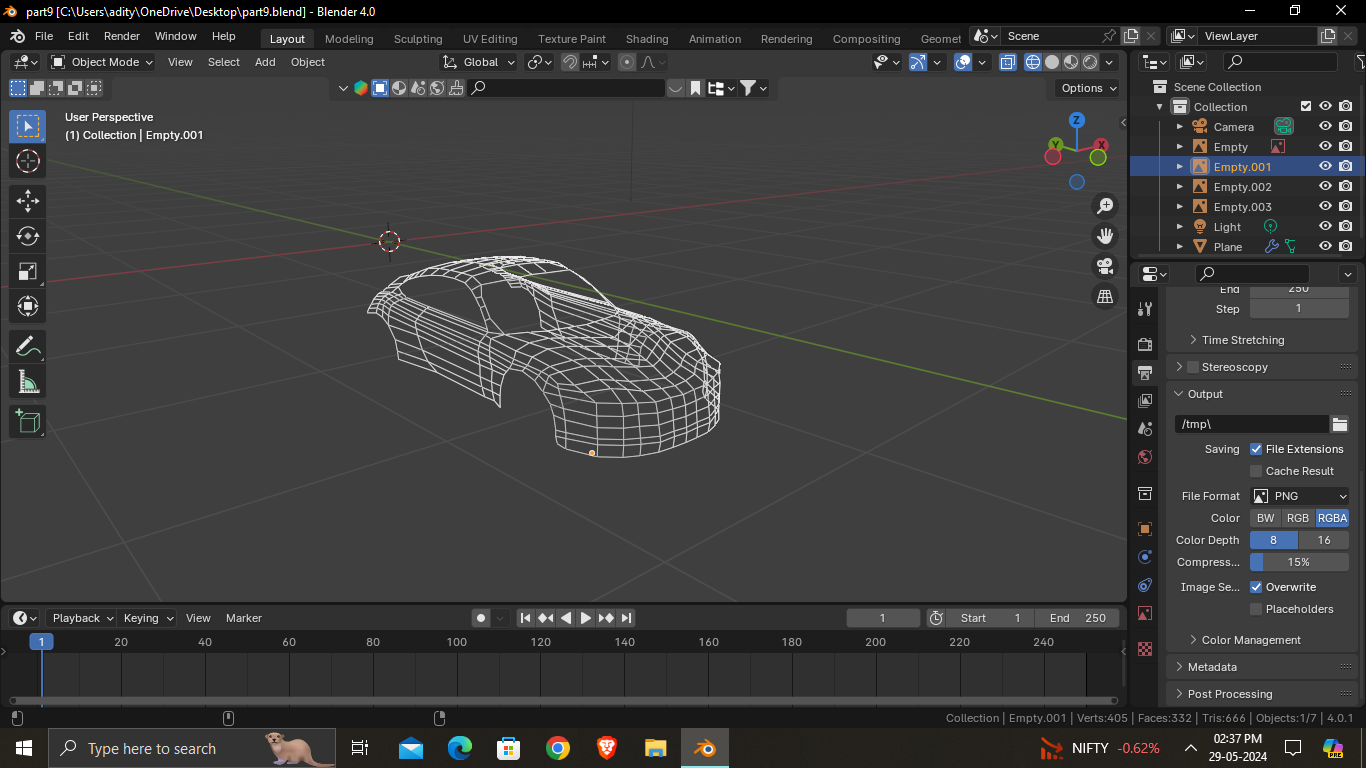 part9 [C:\Users\adity\OneDrive\Desktop\part9.blend] - Blender 4.0
File Edit Render Window Help Layout Modeling Sculpting UV Editing Texture Paint Shading Animation Rendering Compositing Geomet Scene ViewLayer
Object Mode View Select Add Object Global
Options
User Perspective
(1) Collection | Empty.001
Z
Y
X
Scene Collection
Collection
Camera
Empty
Empty.001
Empty.002
Empty.003
Light
Plane
End 250
Step 1
Time Stretching
Stereoscopy
Output
/tmp\
Saving File Extensions
Cache Result
File Format PNG
Color BW RGB RGBA
Color Depth 8 16
Compress... 15%
Image Se... Overwrite
Placeholders
Color Management
Metadata
Post Processing
Playback Keying View Marker 1 Start 1 End 250
1 20 40 60 80 100 120 140 160 180 200 220 240
Collection | Empty.001 | Verts:405 | Faces:332 | Tris:666 | Objects:1/7 | 4.0.1
Type here to search
NIFTY -0.62%
02:37 PM
29-05-2024
PRE